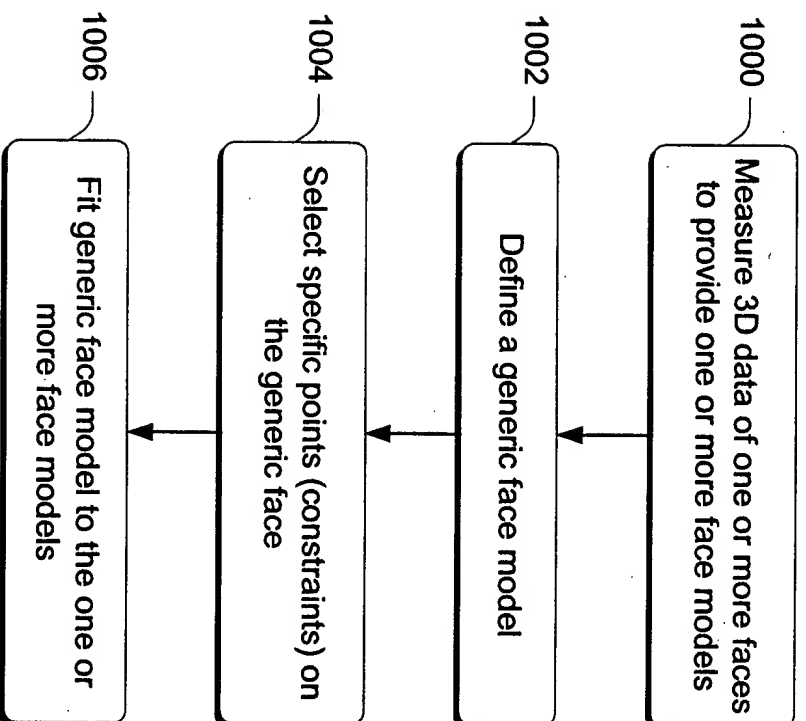 1000
Measure 3D data of one or more faces
to provide one or more face models
1002
Define a generic face model
1004
Select specific points (constraints) on
the generic face
1006
Fit generic face model to the one or
more face models